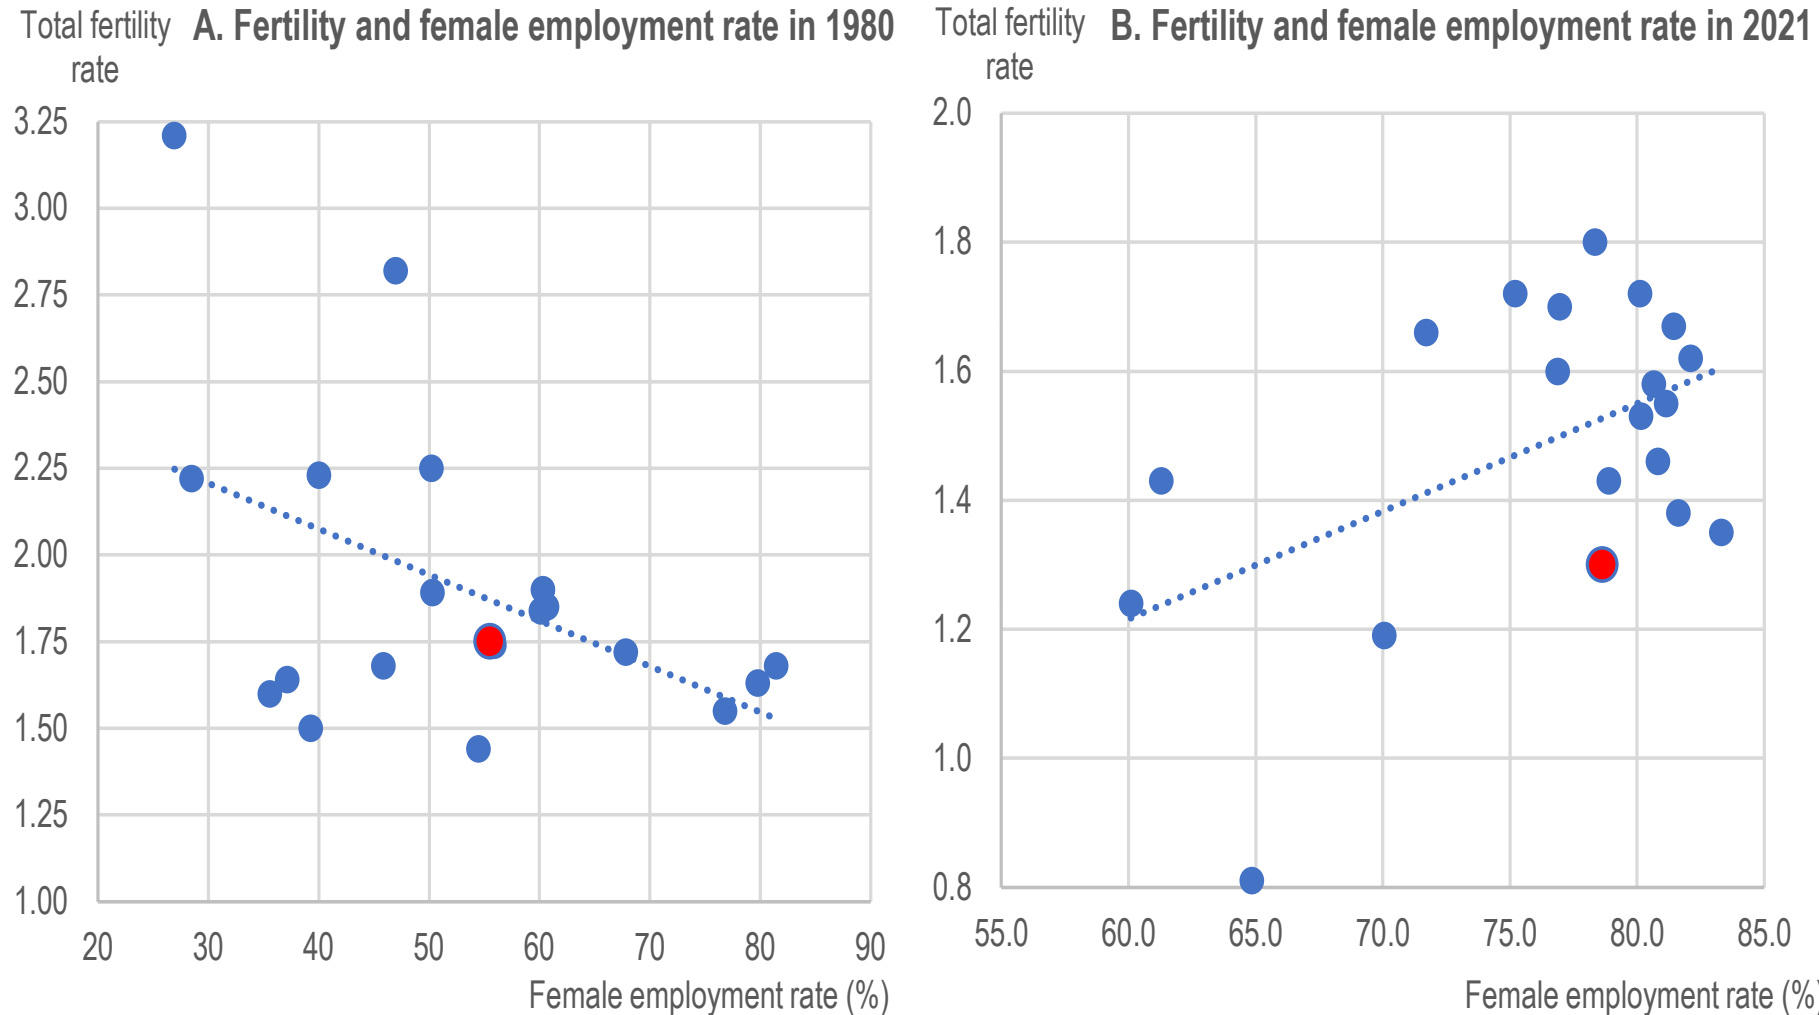 Total fertility
rate
A. Fertility and female employment rate in 1980
3.25
3.00
2.75
2.50
2.25
2.00
1.75
1.50
1.25
1.00
20 30 40 50 60 70 80 90
Female employment rate (%)
Total fertility
rate
B. Fertility and female employment rate in 2021
2.0
1.8
1.6
1.4
1.2
1.0
0.8
55.0 60.0 65.0 70.0 75.0 80.0 85.0
Female employment rate (%)